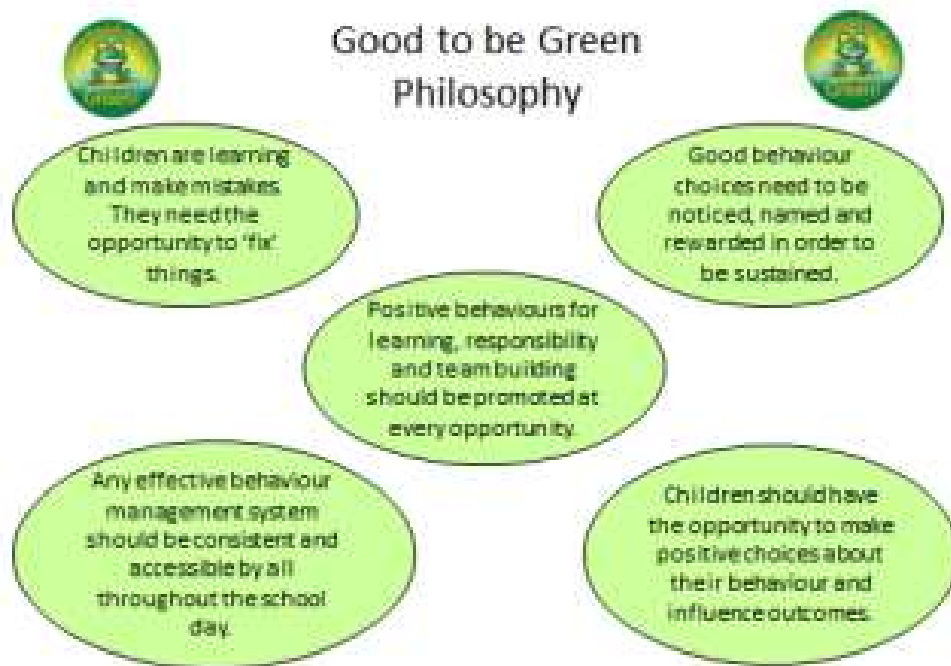 Good to be Green
Philosophy
Children are learning
and make mistakes.
They need the
opportunity to 'fix'
things.
Good behaviour
choices need to be
noticed, named and
rewarded in order to
be sustained.
Positive behaviours for
learning, responsibility
and team building
should be promoted at
every opportunity.
Any effective behaviour
management system
should be consistent and
accessible by all
throughout the school
day.
Children should have
the opportunity to make
positive choices about
their behaviour and
influence outcomes.